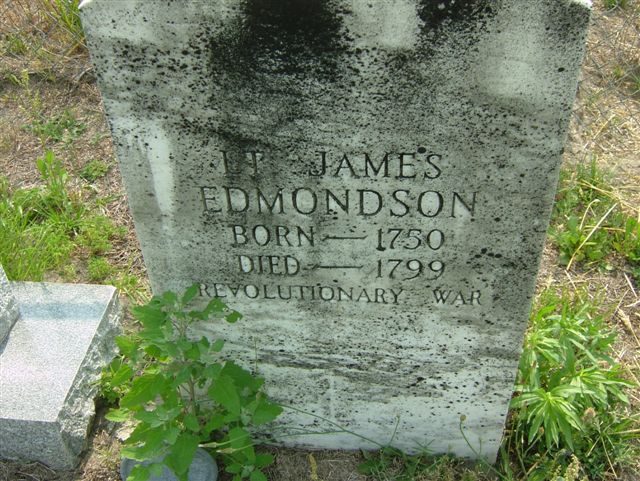 LT JAMES
EDMONDSON
BORN — 1750
DIED — 1799
REVOLUTIONARY WAR